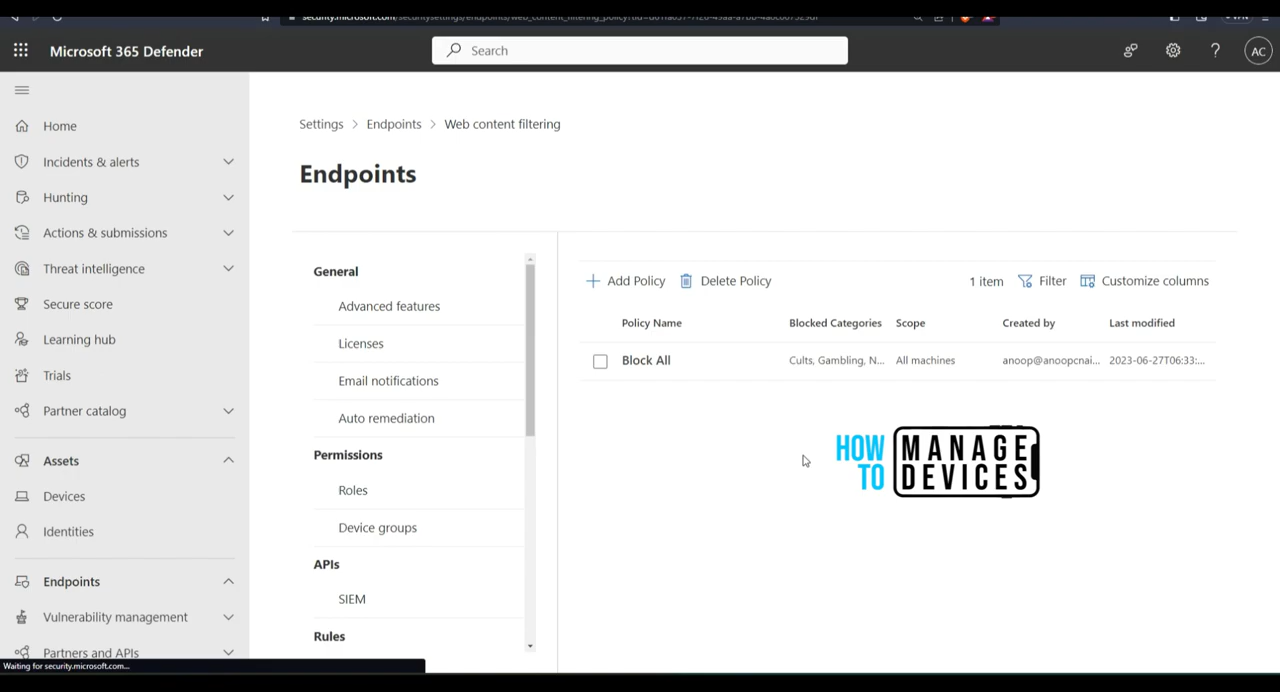 Microsoft 365 Defender
Search
AC
Home
Incidents & alerts
Hunting
Actions & submissions
Threat intelligence
Secure score
Learning hub
Trials
Partner catalog
Assets
Devices
Identities
Endpoints
Vulnerability management
Partners and APIs
Waiting for security.microsoft.com...
Settings > Endpoints > Web content filtering
Endpoints
General
Advanced features
Licenses
Email notifications
Auto remediation
Permissions
Roles
Device groups
APIs
SIEM
Rules
Add Policy Delete Policy 1 item Filter Customize columns
Policy Name Blocked Categories Scope Created by Last modified
Block All Cults, Gambling, N... All machines anoop@anoopcnai... 2023-06-27T06:33:...
HOW MANAGE
TO DEVICES